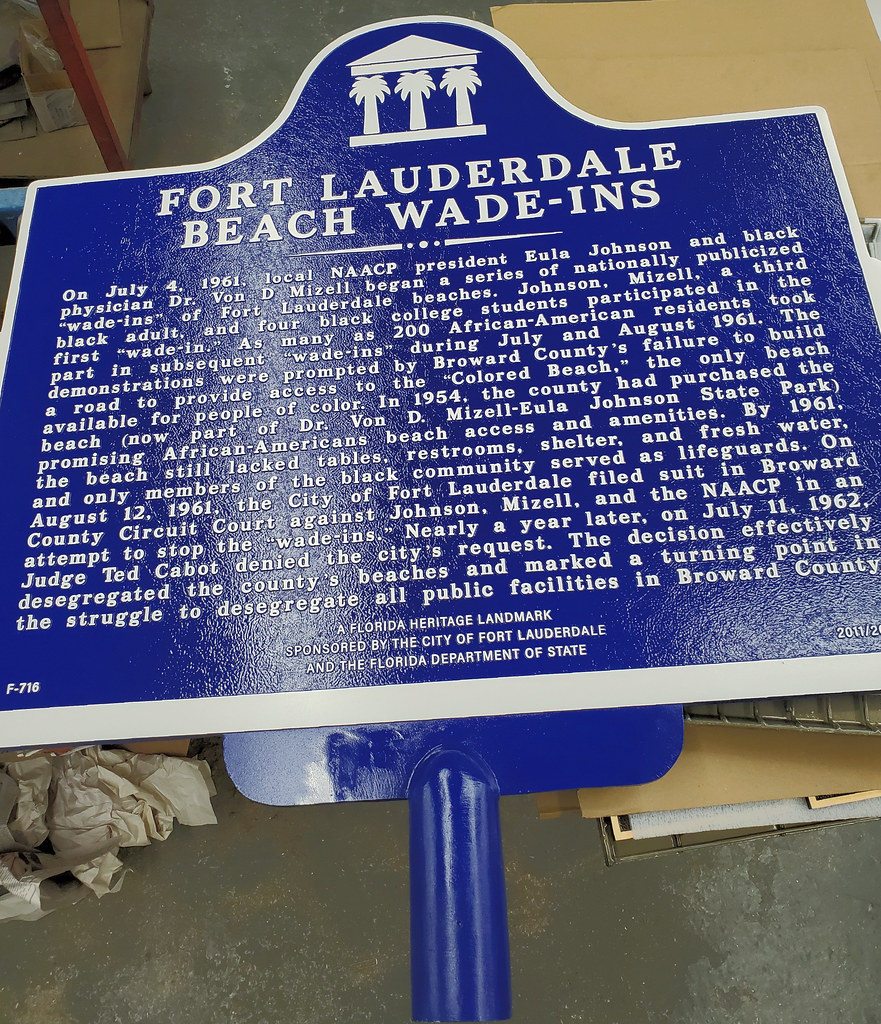 FORT LAUDERDALE
BEACH WADE-INS
On July 4, 1961, local NAACP president Eula Johnson and black
physician Dr. Von D Mizell began a series of nationally publicized
“wade-ins” of Fort Lauderdale beaches. Johnson, Mizell, a third
black adult, and four black college students participated in the
first “wade-in.” As many as 200 African-American residents took
part in subsequent “wade-ins” during July and August 1961. The
demonstrations were prompted by Broward County's failure to build
a road to provide access to the “Colored Beach,” the only beach
available for people of color. In 1954, the county had purchased the
beach (now part of Dr. Von D. Mizell-Eula Johnson State Park)
promising African-Americans beach access and amenities. By 1961,
the beach still lacked tables, restrooms, shelter, and fresh water,
and only members of the black community served as lifeguards. On
August 12, 1961, the City of Fort Lauderdale filed suit in Broward
County Circuit Court against Johnson, Mizell, and the NAACP in an
attempt to stop the “wade-ins.” Nearly a year later, on July 11, 1962,
Judge Ted Cabot denied the city's request. The decision effectively
desegregated the county's beaches and marked a turning point in
the struggle to desegregate all public facilities in Broward County
A FLORIDA HERITAGE LANDMARK
SPONSORED BY THE CITY OF FORT LAUDERDALE
AND THE FLORIDA DEPARTMENT OF STATE
F-716
2011/20